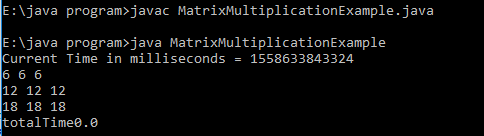 E:\java program>javac MatrixMultiplicationExample.java
E:\java program>java MatrixMultiplicationExample
Current Time in milliseconds = 1558633843324
6 6 6
12 12 12
18 18 18
totalTime0.0